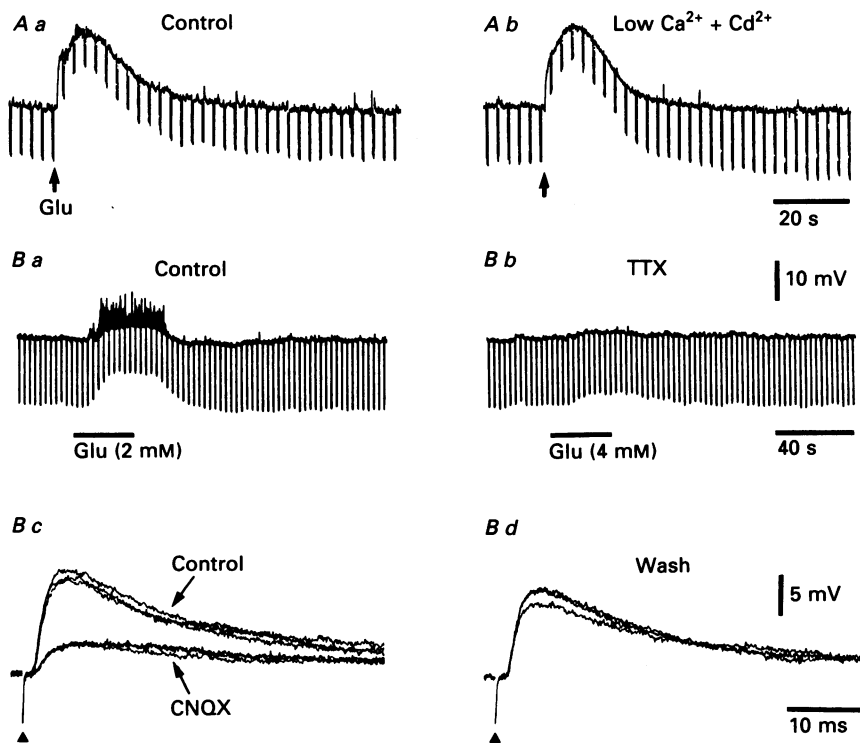 A a
Control
A b
Low Ca²⁺ + Cd²⁺
Glu
20 s
B a
Control
B b
TTX
10 mV
Glu (2 mM)
Glu (4 mM)
40 s
B c
Control
CNQX
B d
Wash
5 mV
10 ms